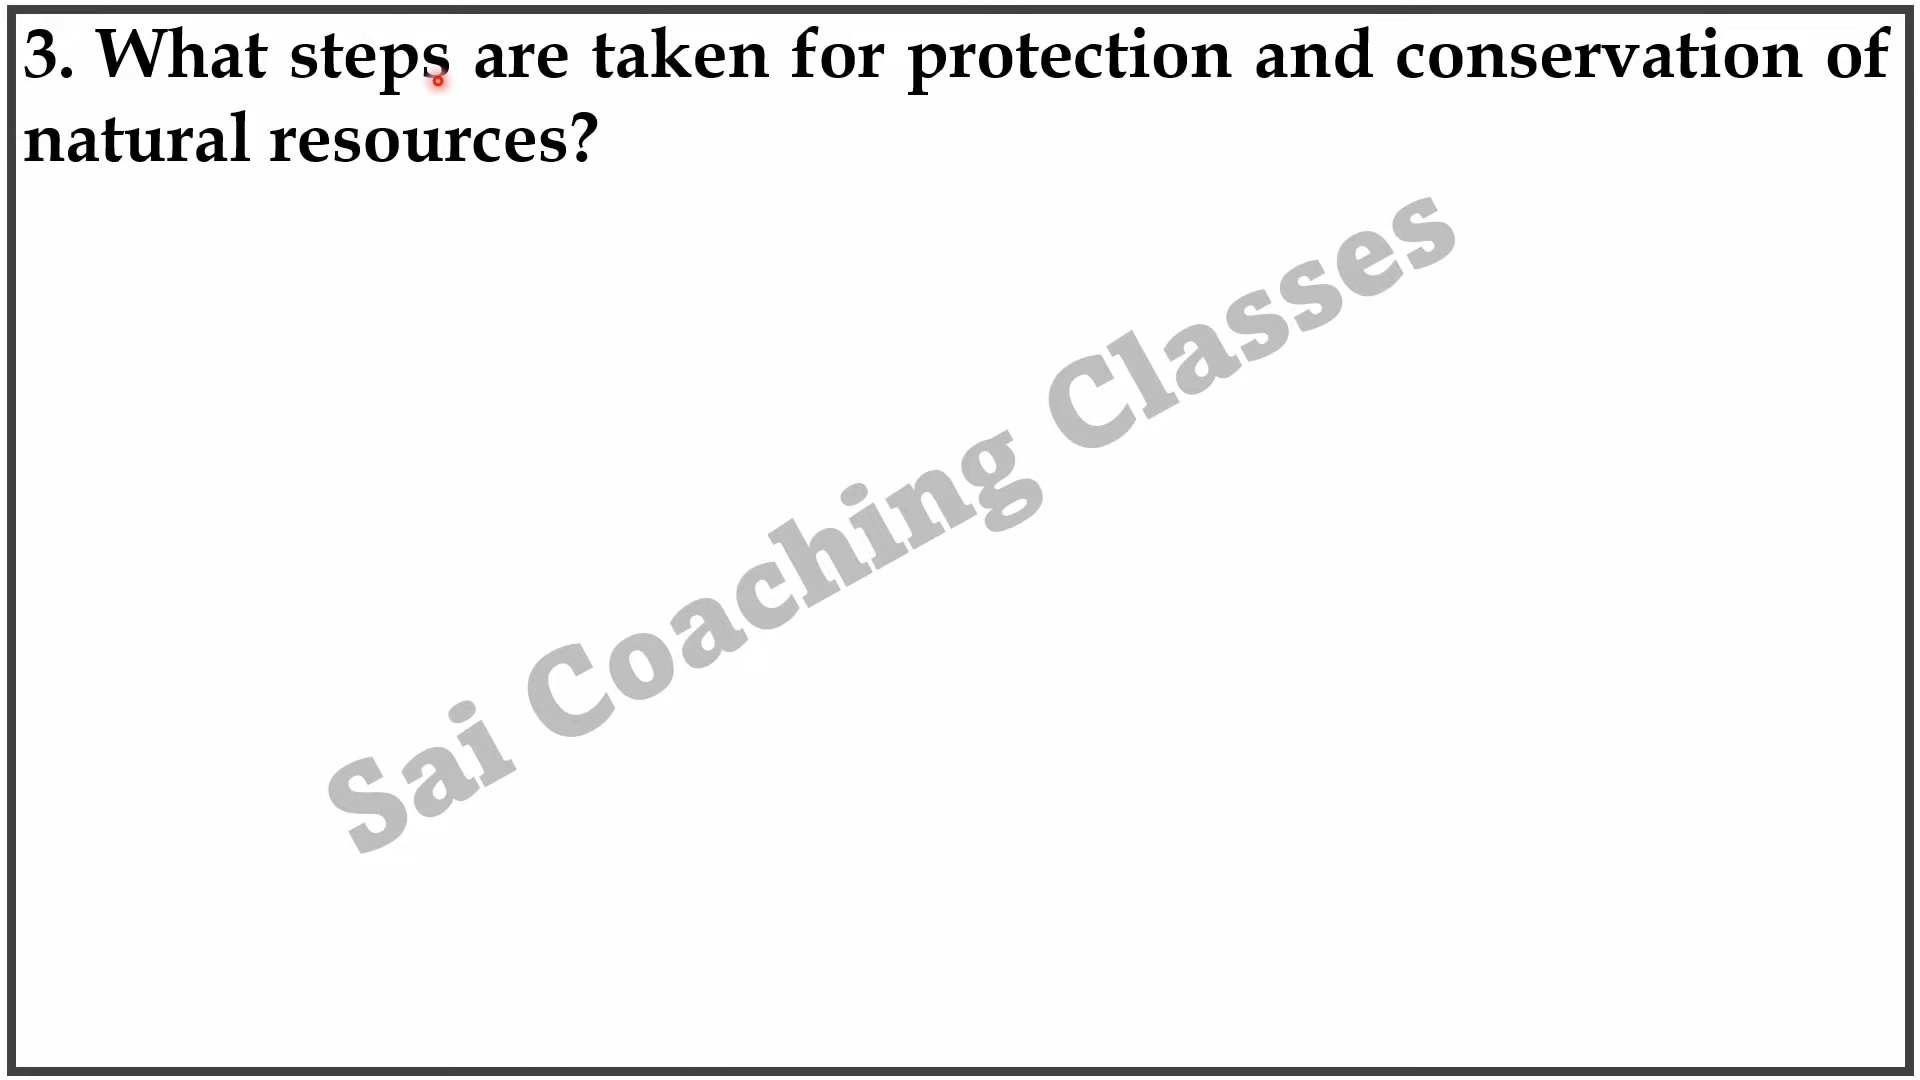 3. What steps are taken for protection and conservation of
natural resources?
Sai Coaching Classes